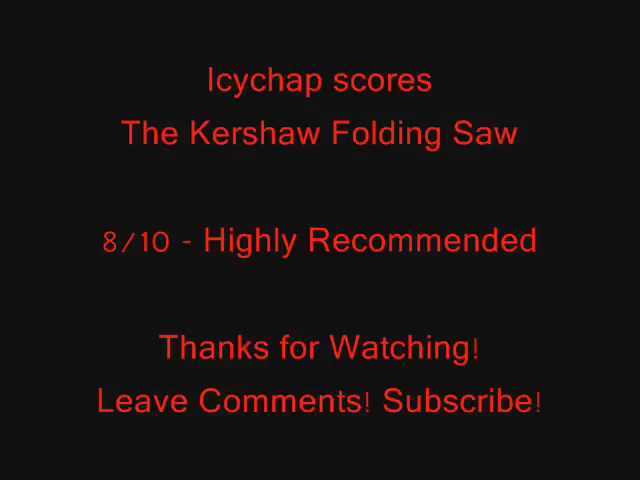 Icychap scores
The Kershaw Folding Saw
8/10 - Highly Recommended
Thanks for Watching!
Leave Comments! Subscribe!